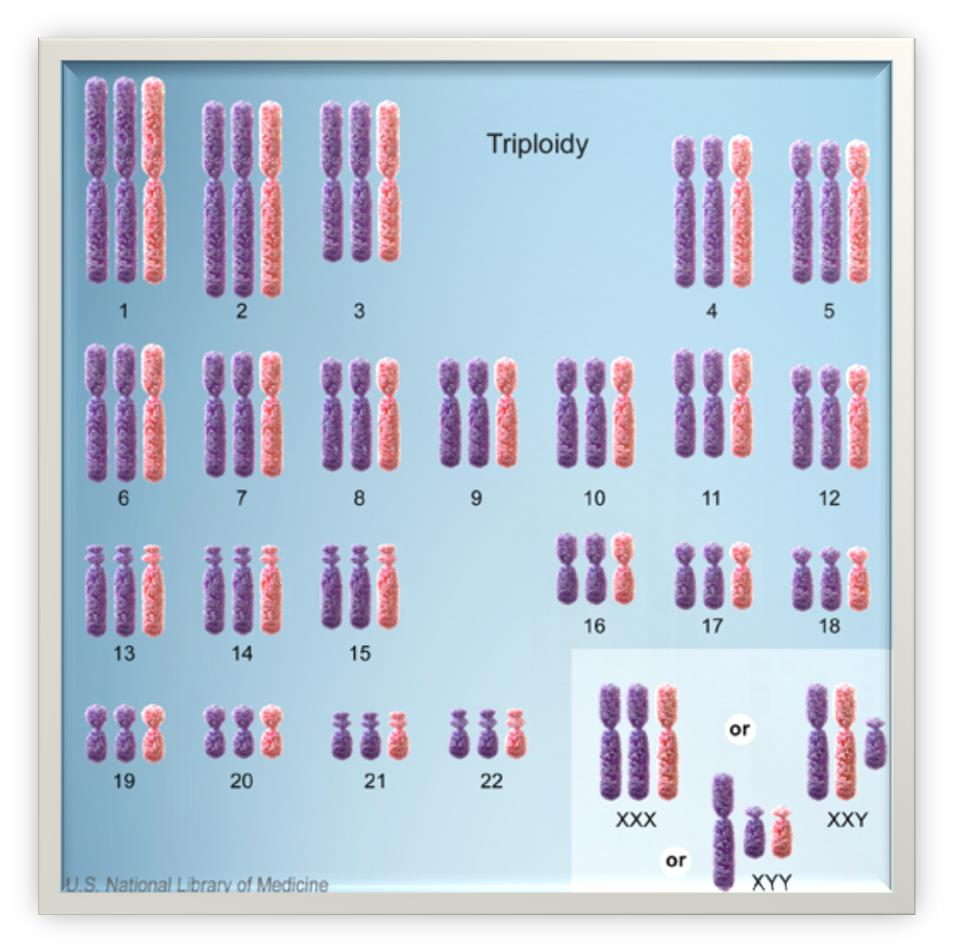 Triploidy
1 2 3 4 5
6 7 8 9 10 11 12
16 17 18
13 14 15
or
19 20 21 22
XXX XXY
or
XYY
U.S. National Library of Medicine